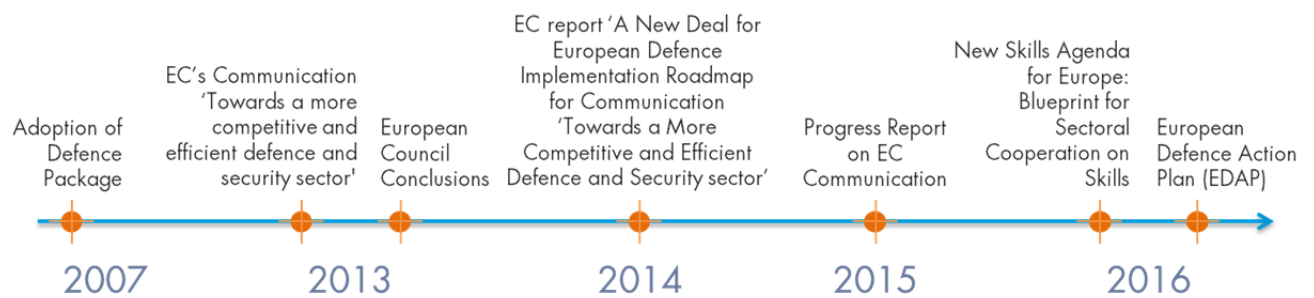 Adoption of
Defence
Package
EC's Communication
‘Towards a more
competitive and
efficient defence and
security sector'
European
Council
Conclusions
EC report ‘A New Deal for
European Defence
Implementation Roadmap
for Communication
‘Towards a More
Competitive and Efficient
Defence and Security sector’
Progress Report
on EC
Communication
New Skills Agenda
for Europe:
Blueprint for
Sectoral
Cooperation on
Skills
European
Defence Action
Plan (EDAP)
2007
2013
2014
2015
2016